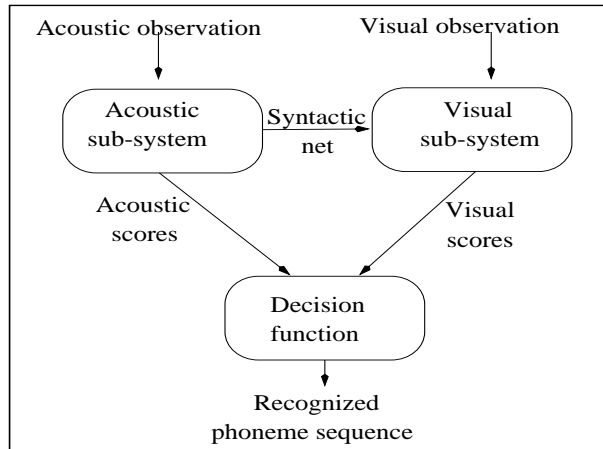 Acoustic observation
Visual observation
Acoustic
sub-system
Syntactic
net
Visual
sub-system
Acoustic
scores
Visual
scores
Decision
function
Recognized
phoneme sequence